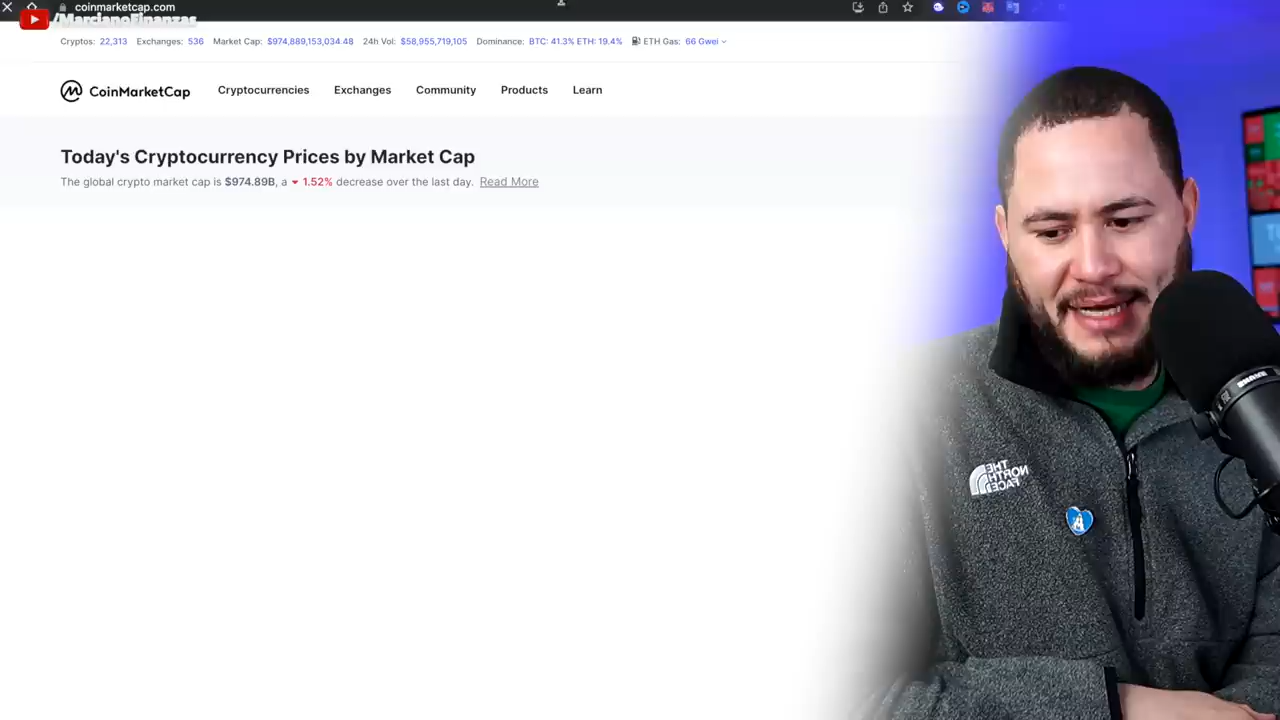 coinmarketcap.com
/MarcianoFinanzas
Cryptos: 22,313 Exchanges: 536 Market Cap: $974,889,153,034.48 24h Vol: $58,955,719,105 Dominance: BTC: 41.3% ETH: 19.4% ETH Gas: 66 Gwei
CoinMarketCap Cryptocurrencies Exchanges Community Products Learn
Today's Cryptocurrency Prices by Market Cap
The global crypto market cap is $974.89B, a 1.52% decrease over the last day. Read More
THE
NORTH
FACE